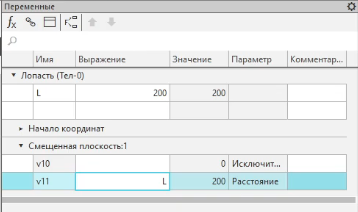 Переменные
Имя Выражение Значение Параметр Комментар...
Лопасть (Тел-0)
L 200 200
Начало координат
Смещенная плоскость:1
v10 0 Исключит...
v11 L 200 Расстояние